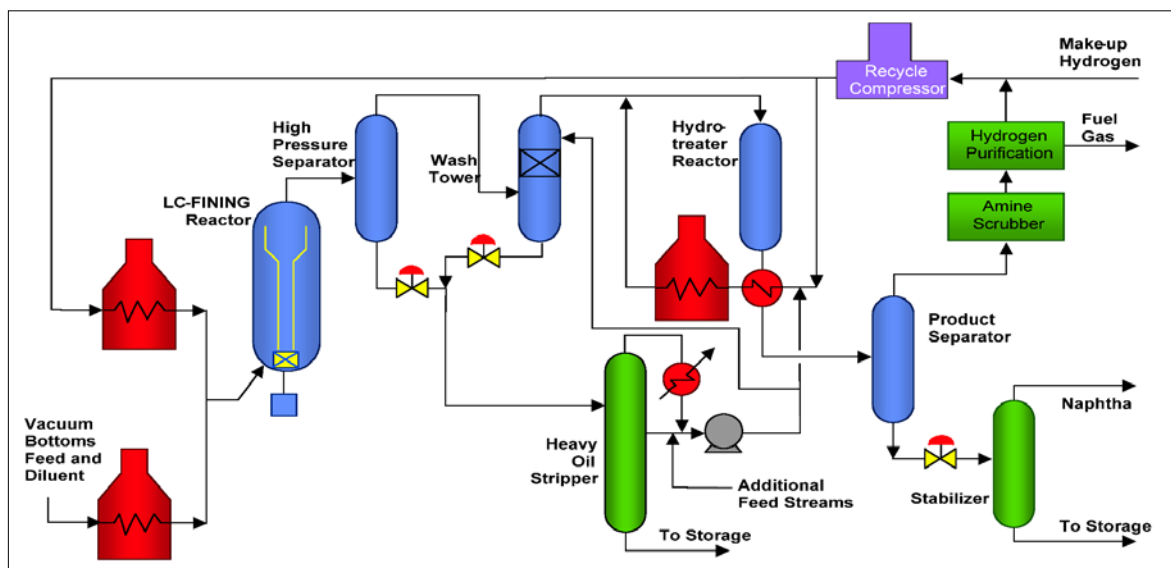 Make-up
Hydrogen
Recycle
Compressor
Fuel
Gas
Hydrogen
Purification
Amine
Scrubber
High
Pressure
Separator
Wash
Tower
Hydro-
treater
Reactor
LC-FINING
Reactor
Product
Separator
Naphtha
Vacuum
Bottoms
Feed and
Diluent
Heavy
Oil
Stripper
Additional
Feed Streams
Stabilizer
To Storage
To Storage